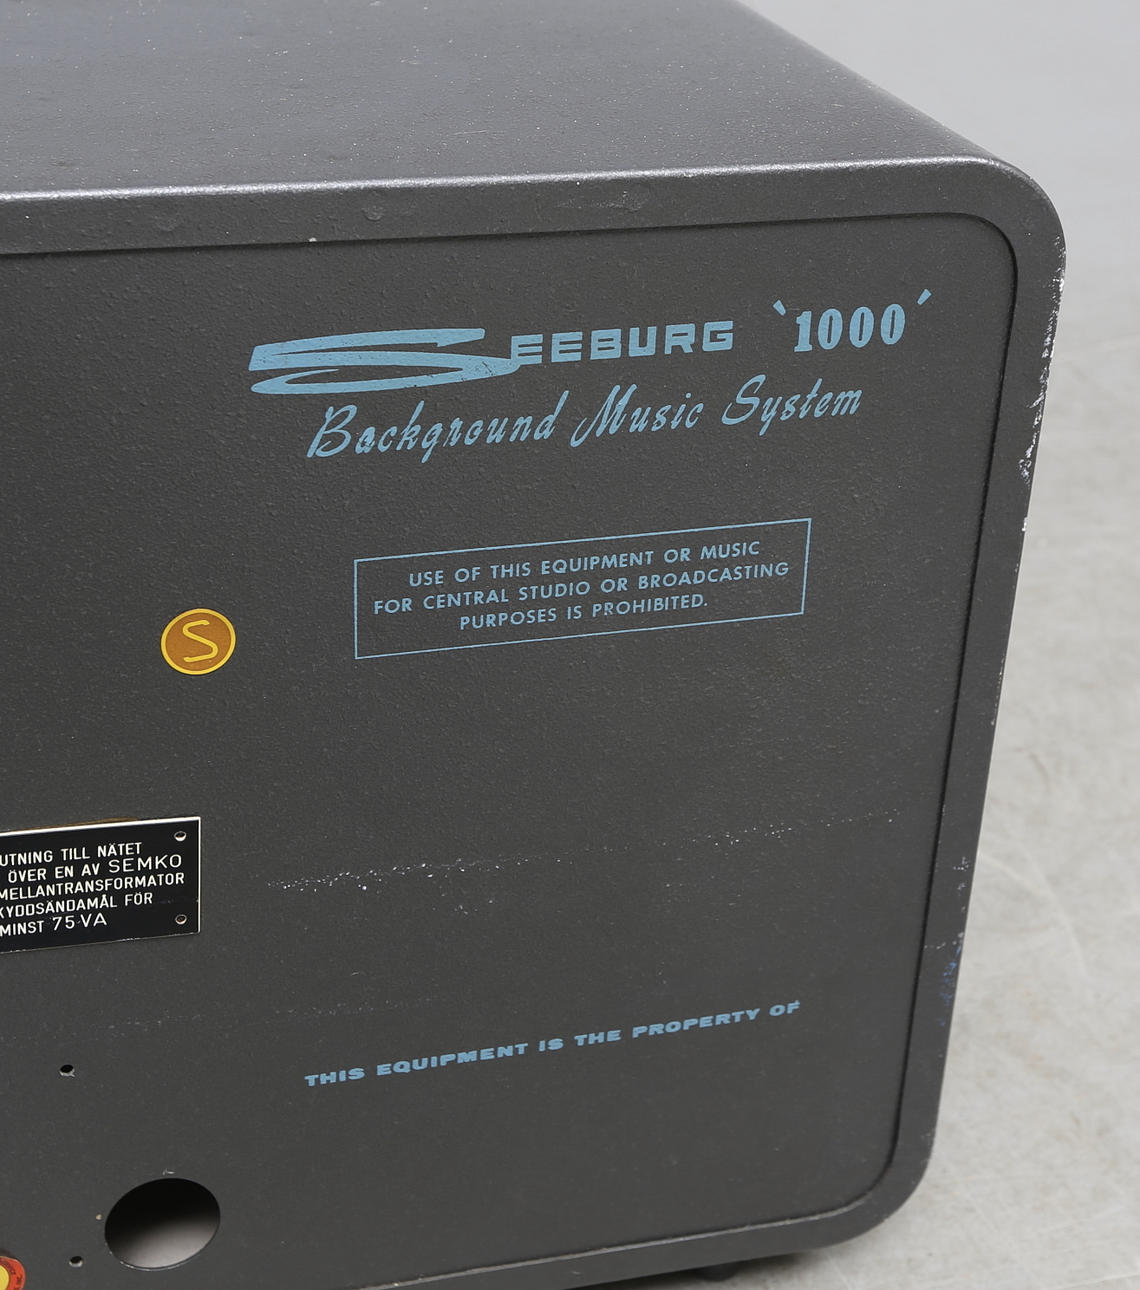 SEEBURG '1000'
Background Music System
USE OF THIS EQUIPMENT OR MUSIC
FOR CENTRAL STUDIO OR BROADCASTING
PURPOSES IS PROHIBITED.
S
UTNING TILL NÄTET
ÖVER EN AV SEMKO
MELLANTRANSFORMATOR
KYDDSÄNDAMÅL FÖR
MINST 75 VA
THIS EQUIPMENT IS THE PROPERTY OF